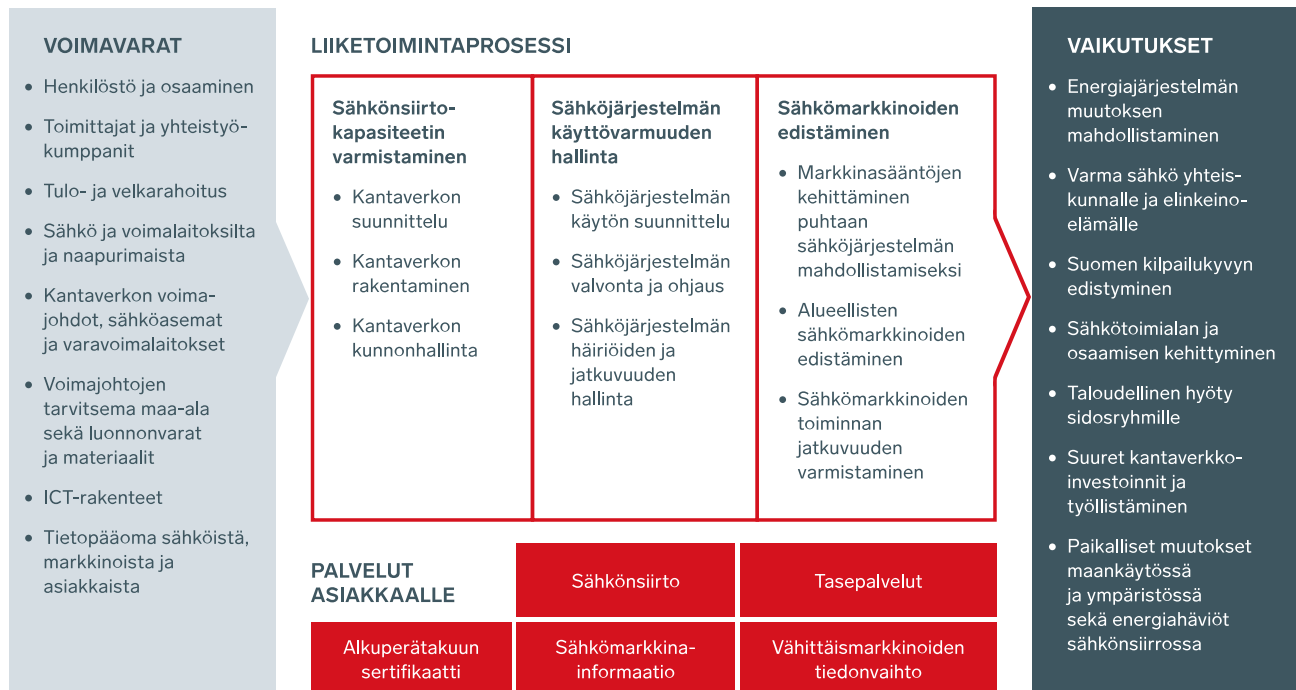 VOIMAVARAT
• Henkilöstö ja osaaminen
• Toimittajat ja yhteistyö-
kumppanit
• Tulo- ja velkarahoitus
• Sähkö ja voimalaitoksilta
ja naapurimaista
• Kantaverkon voima-
johdot, sähköasemat
ja varavoimalaitokset
• Voimajohtojen
tarvitsema maa-ala
sekä luonnonvarat
ja materiaalit
• ICT-rakenteet
• Tietopääoma sähköistä,
markkinoista ja
asiakkaista
LIIKETOIMINTAPROSESSI
Sähkönsiirto-
kapasiteetin
varmistaminen
• Kantaverkon
suunnittelu
• Kantaverkon
rakentaminen
• Kantaverkon
kunnonhallinta
Sähköjärjestelmän
käyttövarmuuden
hallinta
• Sähköjärjestelmän
käytön suunnittelu
• Sähköjärjestelmän
valvonta ja ohjaus
• Sähköjärjestelmän
häiriöiden ja
jatkuvuuden
hallinta
Sähkömarkkinoiden
edistäminen
• Markkinasääntöjen
kehittäminen
puhtaan
sähköjärjestelmän
mahdollistamiseksi
• Alueellisten
sähkömarkkinoiden
edistäminen
• Sähkömarkkinoiden
toiminnan
jatkuvuuden
varmistaminen
PALVELUT
ASIAKKAALLE
Sähkönsiirto
Tasepalvelut
Alkuperätakuun
sertifikaatti
Sähkömarkkina-
informaatio
Vähittäismarkkinoiden
tiedonvaihto
VAIKUTUKSET
• Energiajärjestelmän
muutoksen
mahdollistaminen
• Varma sähkö yhteis-
kunnalle ja elinkeino-
elämälle
• Suomen kilpailukyvyn
edistyminen
• Sähkötoimialan ja
osaamisen kehittyminen
• Taloudellinen hyöty
sidosryhmille
• Suuret kantaverkko-
investoinnit ja
työllistäminen
• Paikalliset muutokset
maankäytössä
ja ympäristössä
sekä energiahäviöt
sähkönsiirrossa